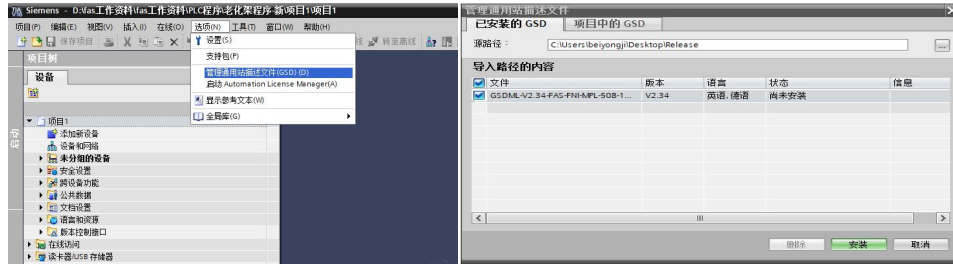 Siemens - D:\fas工作资料\fas工作资料\PLC程序\老化架程序 新\项目1\项目1
项目(P) 编辑(E) 视图(V) 插入(I) 在线(O) 选项(N) 工具(T) 窗口(W) 帮助(H)
保存项目
转至离线
设置(S)
支持包(P)
管理通用站描述文件(GSD) (D)
启动 Automation License Manager(A)
显示参考文本(W)
全局库(G)
项目树
设备
项目1
添加新设备
设备和网络
未分组的设备
安全设置
跨设备功能
公共数据
文档设置
语言和资源
版本控制接口
在线访问
读卡器/USB 存储器
管理通用站描述文件
已安装的 GSD 项目中的 GSD
源路径： C:\Users\beiyongji\Desktop\Release
导入路径的内容
文件 版本 语言 状态 信息
GSDML-V2.34-FAS-FNI-MPL-508-1... V2.34 英语,德语 尚未安装
删除 安装 取消